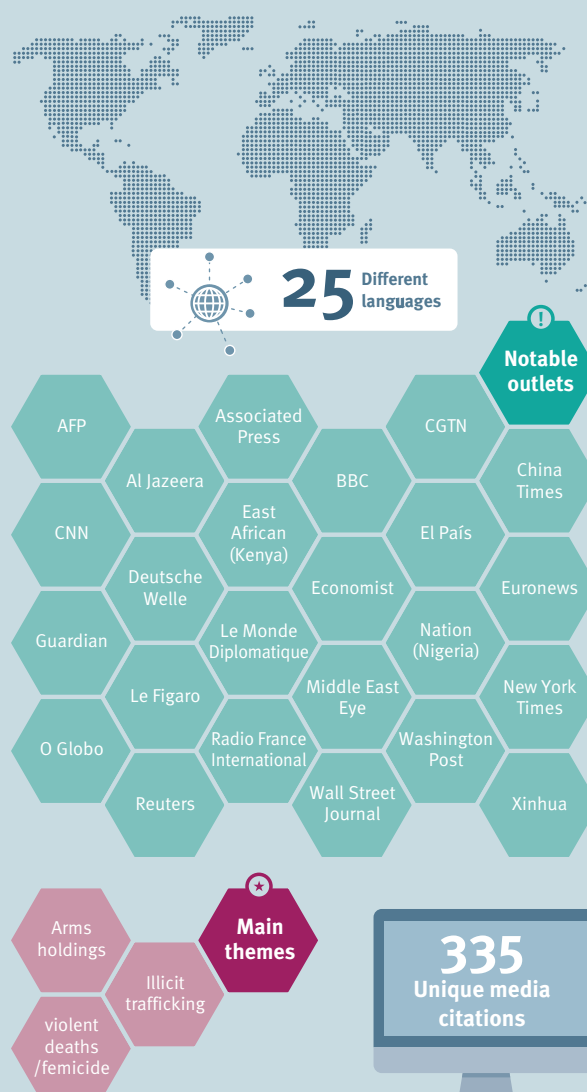 25 Different
languages
!
Notable
outlets
AFP
Associated
Press
CGTN
Al Jazeera
BBC
China
Times
CNN
East
African
(Kenya)
El País
Deutsche
Welle
Economist
Euronews
Guardian
Le Monde
Diplomatique
Nation
(Nigeria)
Le Figaro
Middle East
Eye
New York
Times
O Globo
Radio France
International
Washington
Post
Reuters
Wall Street
Journal
Xinhua
Main
themes
Arms
holdings
Illicit
trafficking
violent
deaths
/femicide
335
Unique media
citations